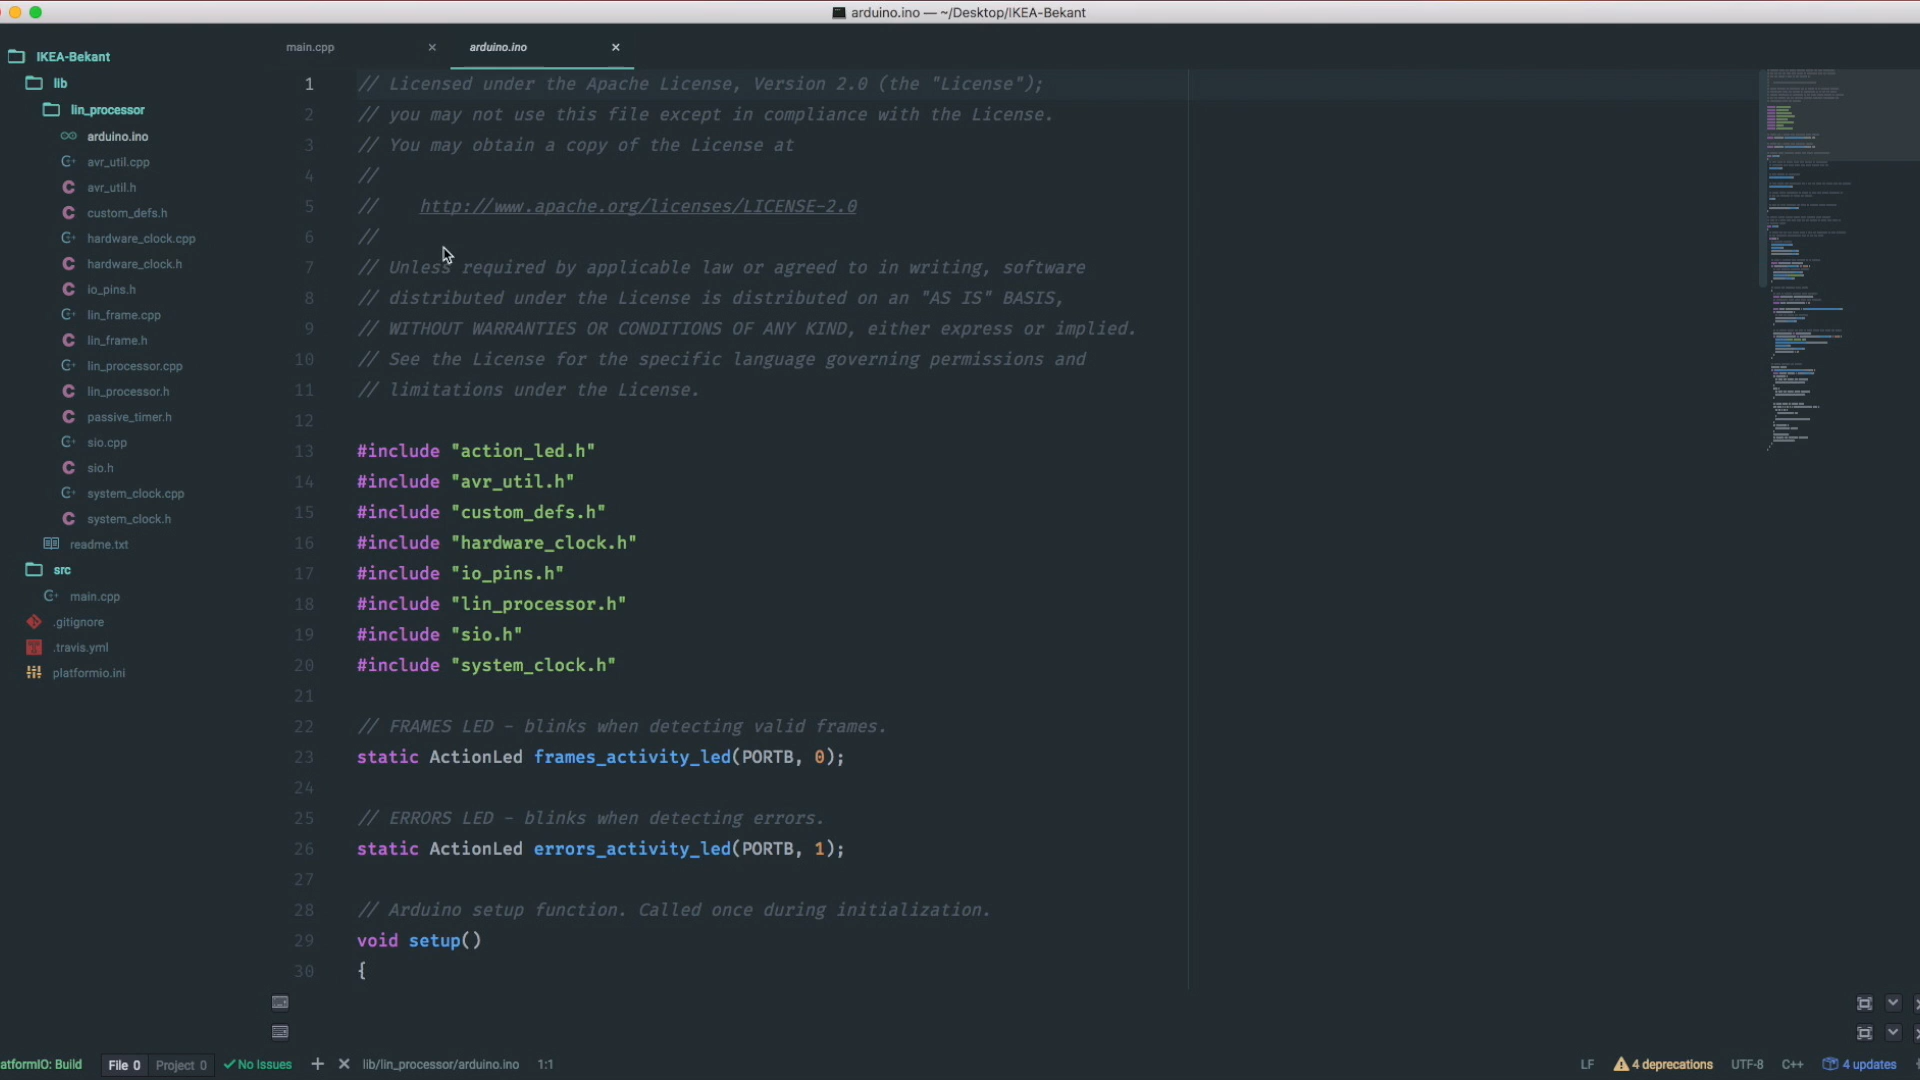 arduino.ino — ~/Desktop/IKEA-Bekant
IKEA-Bekant
lib
lin_processor
arduino.ino
avr_util.cpp
avr_util.h
custom_defs.h
hardware_clock.cpp
hardware_clock.h
io_pins.h
lin_frame.cpp
lin_frame.h
lin_processor.cpp
lin_processor.h
passive_timer.h
sio.cpp
sio.h
system_clock.cpp
system_clock.h
readme.txt
src
main.cpp
.gitignore
.travis.yml
platformio.ini
main.cpp
arduino.ino
1 // Licensed under the Apache License, Version 2.0 (the "License");
2 // you may not use this file except in compliance with the License.
3 // You may obtain a copy of the License at
4 //
5 // http://www.apache.org/licenses/LICENSE-2.0
6 //
7 // Unless required by applicable law or agreed to in writing, software
8 // distributed under the License is distributed on an "AS IS" BASIS,
9 // WITHOUT WARRANTIES OR CONDITIONS OF ANY KIND, either express or implied.
10 // See the License for the specific language governing permissions and
11 // limitations under the License.
12
13 #include "action_led.h"
14 #include "avr_util.h"
15 #include "custom_defs.h"
16 #include "hardware_clock.h"
17 #include "io_pins.h"
18 #include "lin_processor.h"
19 #include "sio.h"
20 #include "system_clock.h"
21
22 // FRAMES LED - blinks when detecting valid frames.
23 static ActionLed frames_activity_led(PORTB, 0);
24
25 // ERRORS LED - blinks when detecting errors.
26 static ActionLed errors_activity_led(PORTB, 1);
27
28 // Arduino setup function. Called once during initialization.
29 void setup()
30 {
atformIO: Build File 0 Project 0 No Issues lib/lin_processor/arduino.ino 1:1 LF 4 deprecations UTF-8 C++ 4 updates